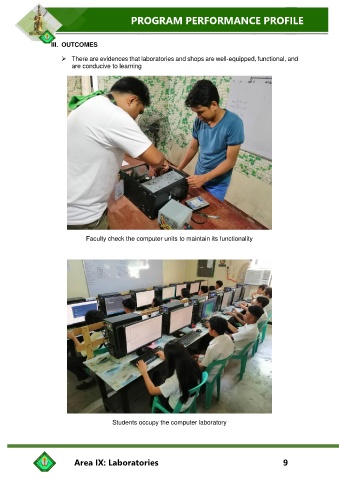 PROGRAM PERFORMANCE PROFILE
III. OUTCOMES
➢ There are evidences that laboratories and shops are well-equipped, functional, and
are conducive to learning
Faculty check the computer units to maintain its functionality
Students occupy the computer laboratory
Area IX: Laboratories 9